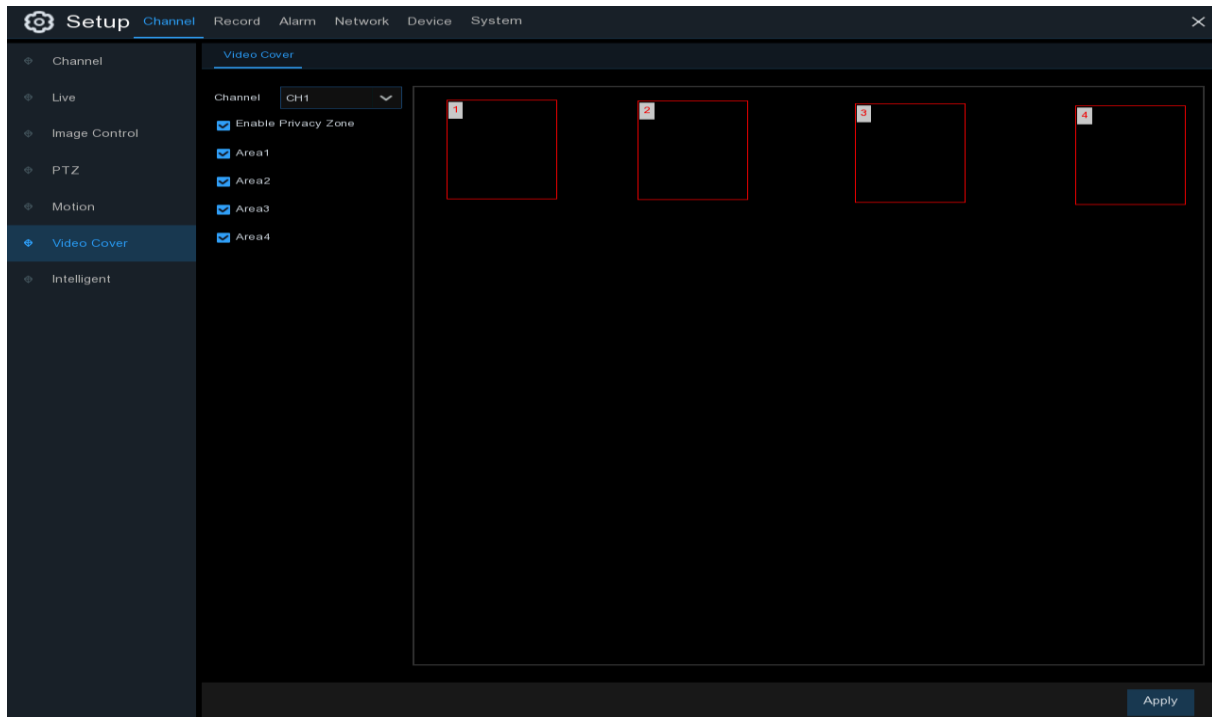 Setup Channel Record Alarm Network Device System
Channel
Live
Image Control
PTZ
Motion
Video Cover
Intelligent
Video Cover
Channel CH1
Enable Privacy Zone
Area1
Area2
Area3
Area4
1 2 3 4
Apply